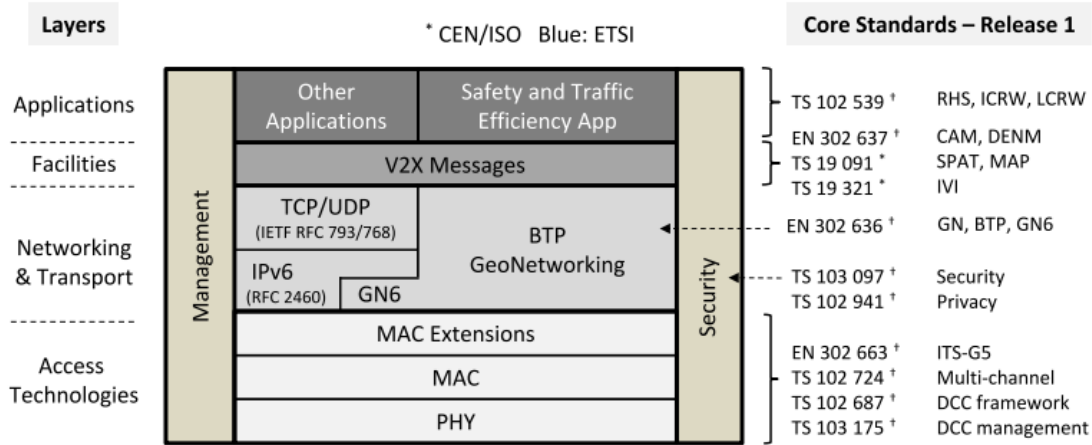 Layers
* CEN/ISO Blue: ETSI
Core Standards – Release 1
Applications
Facilities
Networking
& Transport
Access
Technologies
Management
Other
Applications
Safety and Traffic
Efficiency App
V2X Messages
TCP/UDP
(IETF RFC 793/768)
IPv6
(RFC 2460)
GN6
BTP
GeoNetworking
MAC Extensions
MAC
PHY
Security
TS 102 539 † RHS, ICRW, LCRW
EN 302 637 † CAM, DENM
TS 19 091 * SPAT, MAP
TS 19 321 * IVI
EN 302 636 † GN, BTP, GN6
TS 103 097 † Security
TS 102 941 † Privacy
EN 302 663 † ITS-G5
TS 102 724 † Multi-channel
TS 102 687 † DCC framework
TS 103 175 † DCC management